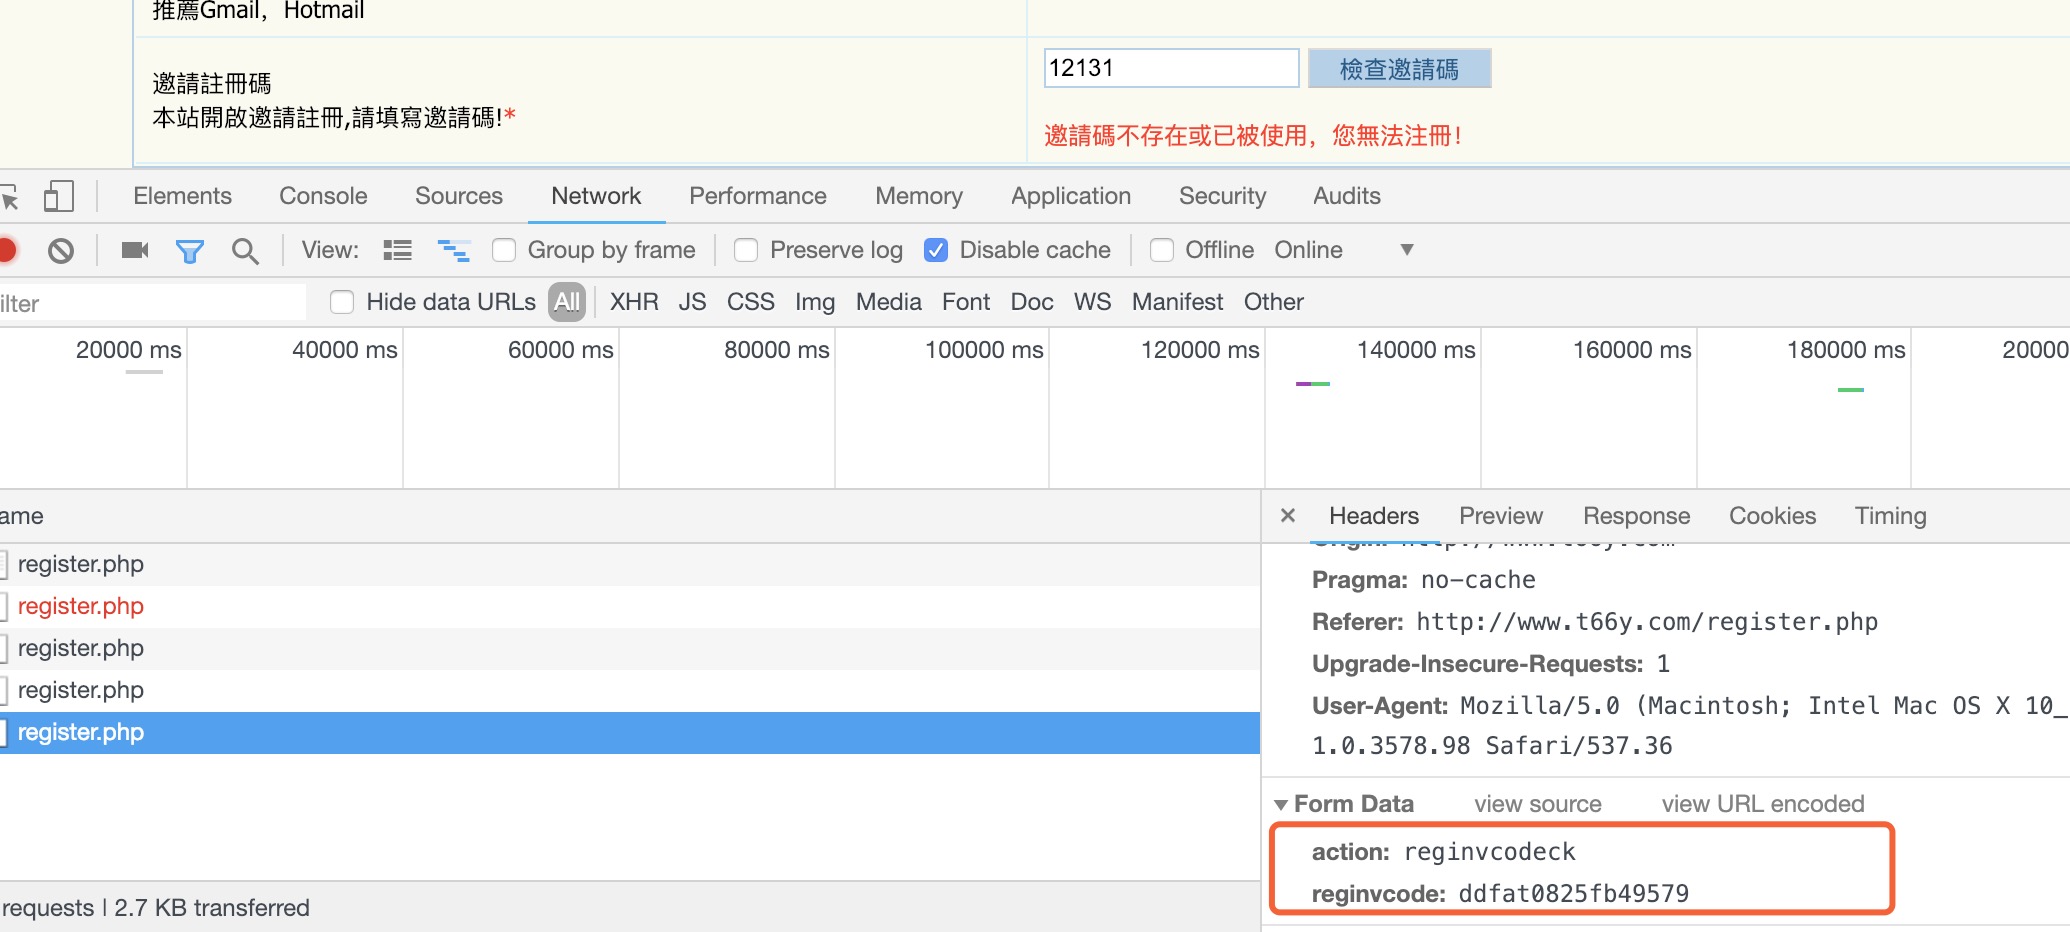 推薦Gmail，Hotmail
邀請註冊碼
本站開啟邀請註冊,請填寫邀請碼!*
12131
檢查邀請碼
邀請碼不存在或已被使用，您無法注冊!
Elements Console Sources Network Performance Memory Application Security Audits
View: Group by frame Preserve log Disable cache Offline Online
ilter Hide data URLs All XHR JS CSS Img Media Font Doc WS Manifest Other
20000 ms 40000 ms 60000 ms 80000 ms 100000 ms 120000 ms 140000 ms 160000 ms 180000 ms 20000
ame
register.php
register.php
register.php
register.php
register.php
requests | 2.7 KB transferred
× Headers Preview Response Cookies Timing
Origin: http://www.t66y.com
Pragma: no-cache
Referer: http://www.t66y.com/register.php
Upgrade-Insecure-Requests: 1
User-Agent: Mozilla/5.0 (Macintosh; Intel Mac OS X 10_
1.0.3578.98 Safari/537.36
Form Data view source view URL encoded
action: reginvcodeck
reginvcode: ddfat0825fb49579